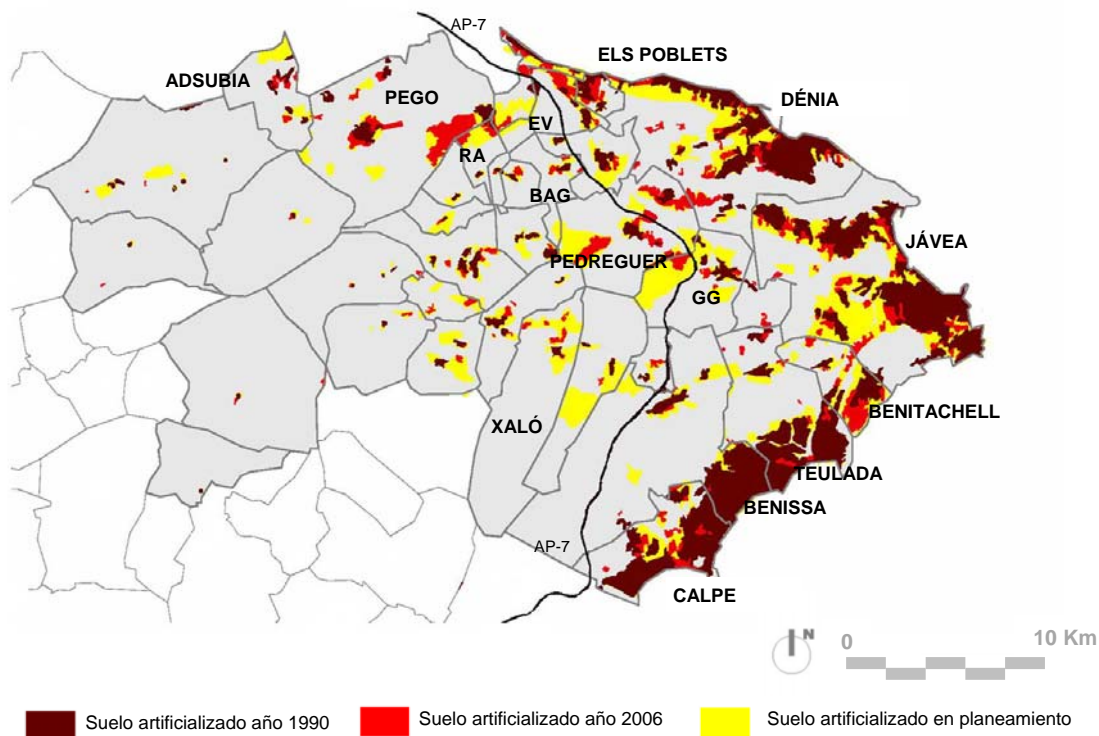 AP-7
ELS POBLETS
ADSUBIA
PEGO
DÉNIA
EV
RA
BAG
JÁVEA
PEDREGUER
GG
BENITACHELL
XALÓ
TEULADA
BENISSA
AP-7
CALPE
N
0 10 Km
Suelo artificializado año 1990 Suelo artificializado año 2006 Suelo artificializado en planeamiento